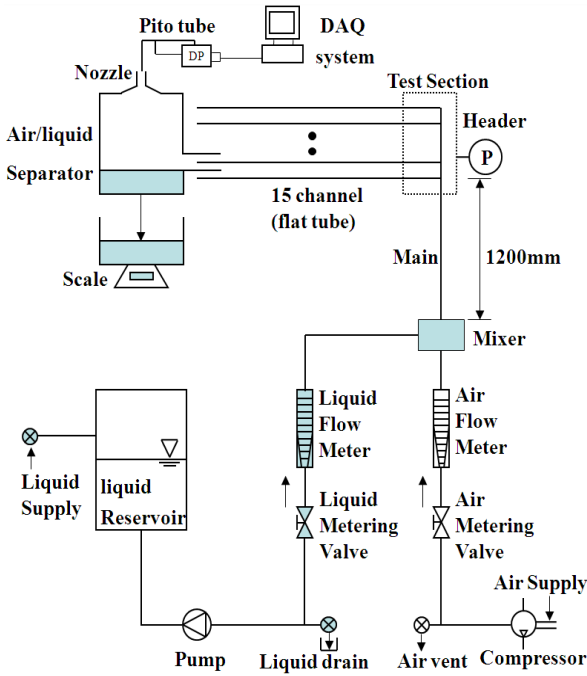 Pito tube
DAQ
system
DP
Nozzle
Test Section
Header
P
Air/liquid
Separator
15 channel
(flat tube)
Main
1200mm
Scale
Mixer
Liquid
Flow
Meter
Air
Flow
Meter
Liquid
Supply
liquid
Reservoir
Liquid
Metering
Valve
Air
Metering
Valve
Air Supply
Pump
Liquid drain
Air vent
Compressor